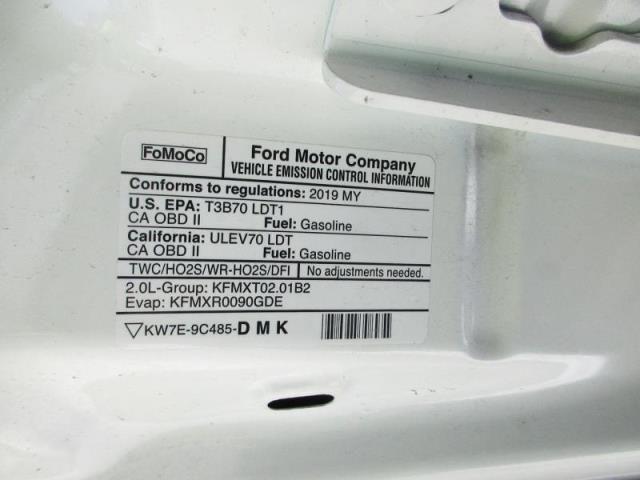 FoMoCo
Ford Motor Company
VEHICLE EMISSION CONTROL INFORMATION
Conforms to regulations: 2019 MY
U.S. EPA: T3B70 LDT1
CA OBD II Fuel: Gasoline
California: ULEV70 LDT
CA OBD II Fuel: Gasoline
TWC/HO2S/WR-HO2S/DFI No adjustments needed.
2.0L-Group: KFMXT02.01B2
Evap: KFMXR0090GDE
KW7E-9C485-DMK